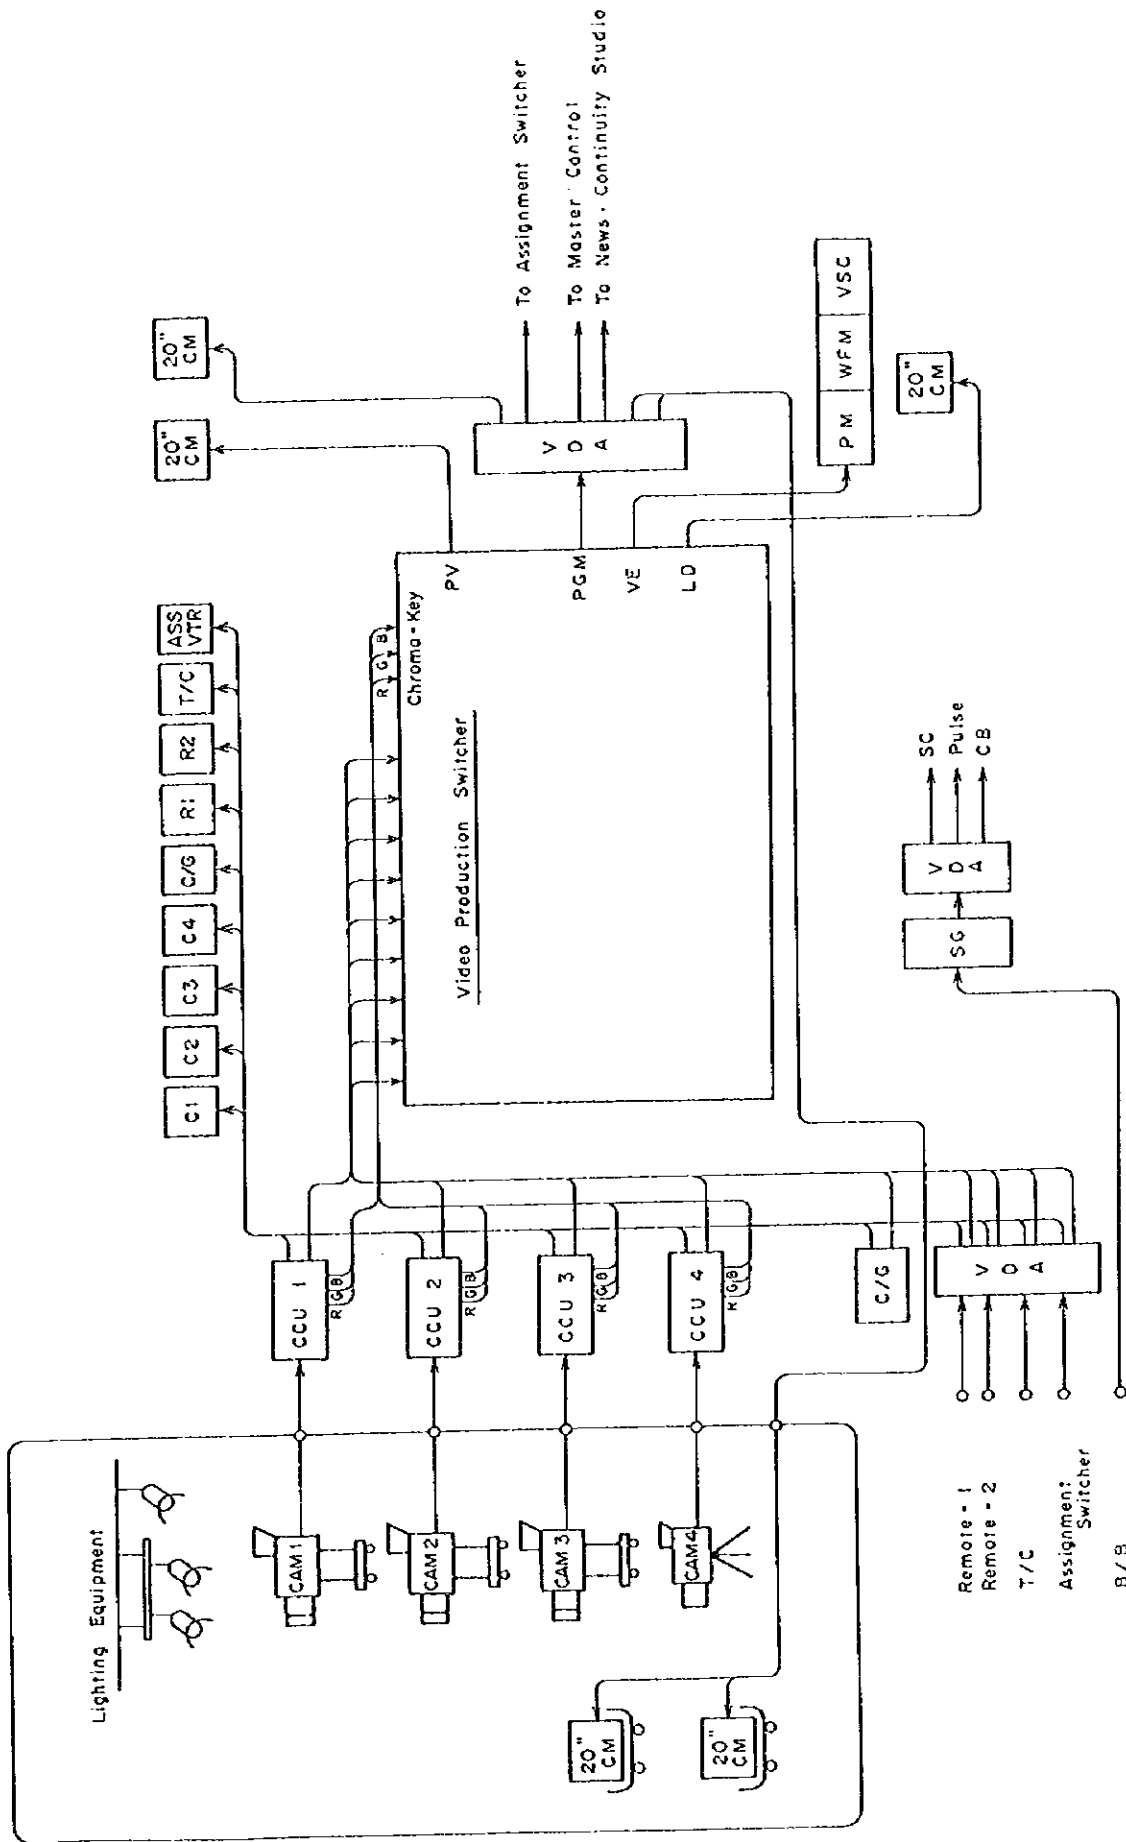 Lighting Equipment
CAM1
CAM2
CAM3
CAM4
20"
CM
20"
CM
CCU 1
R G B
CCU 2
R G B
CCU 3
R G B
CCU 4
R G B
C/G
VDA
Remote-1
Remote-2
T/C
Assignment
Switcher
B/B
C1
C2
C3
C4
C/G
R1
R2
T/C
ASS
VTR
Video Production Switcher
R G B
Chroma-Key
PV
PGM
VE
LD
20"
CM
20"
CM
VDA
To Assignment Switcher
To Master Control
To News·Continuity Studio
PM
WFM
VSC
20"
CM
SG
VDA
SC
Pulse
CB